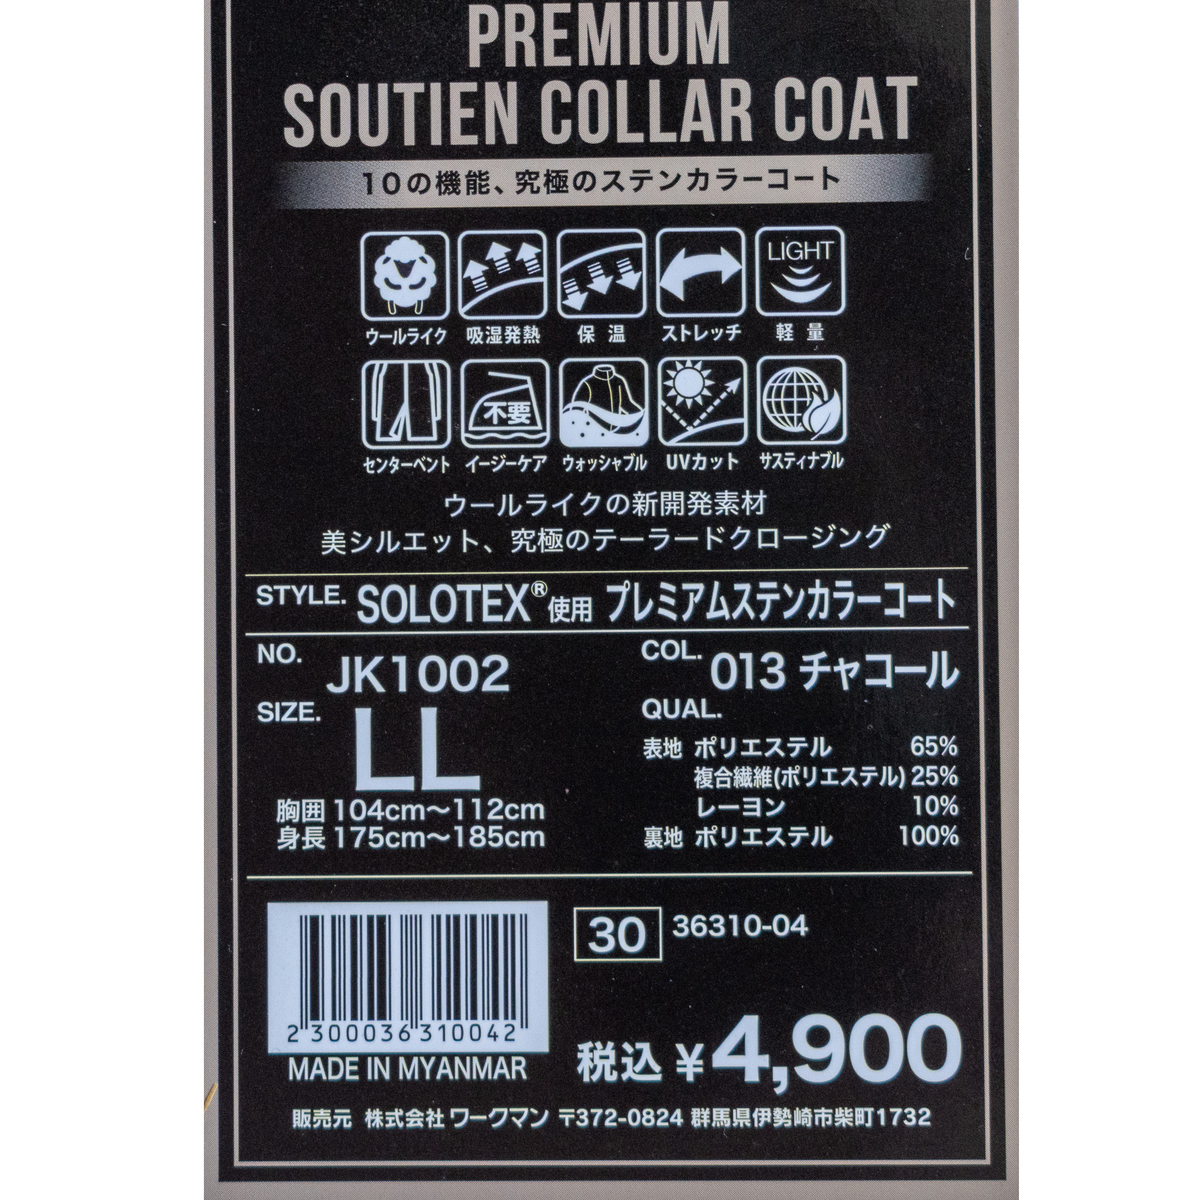 PREMIUM
SOUTIEN COLLAR COAT
10の機能、究極のステンカラーコート
LIGHT
ウールライク 吸湿発熱 保温 ストレッチ 軽量
不要
センターベント イージーケア ウォッシャブル UVカット サスティナブル
ウールライクの新開発素材
美シルエット、究極のテーラードクロージング
STYLE. SOLOTEX®使用 プレミアムステンカラーコート
NO. JK1002
COL. 013 チャコール
SIZE. LL
胸囲 104cm〜112cm
身長 175cm〜185cm
QUAL.
表地 ポリエステル 65%
複合繊維(ポリエステル) 25%
レーヨン 10%
裏地 ポリエステル 100%
2300036310042
MADE IN MYANMAR
30 36310-04
税込 ¥4,900
販売元 株式会社 ワークマン 〒372-0824 群馬県伊勢崎市柴町1732